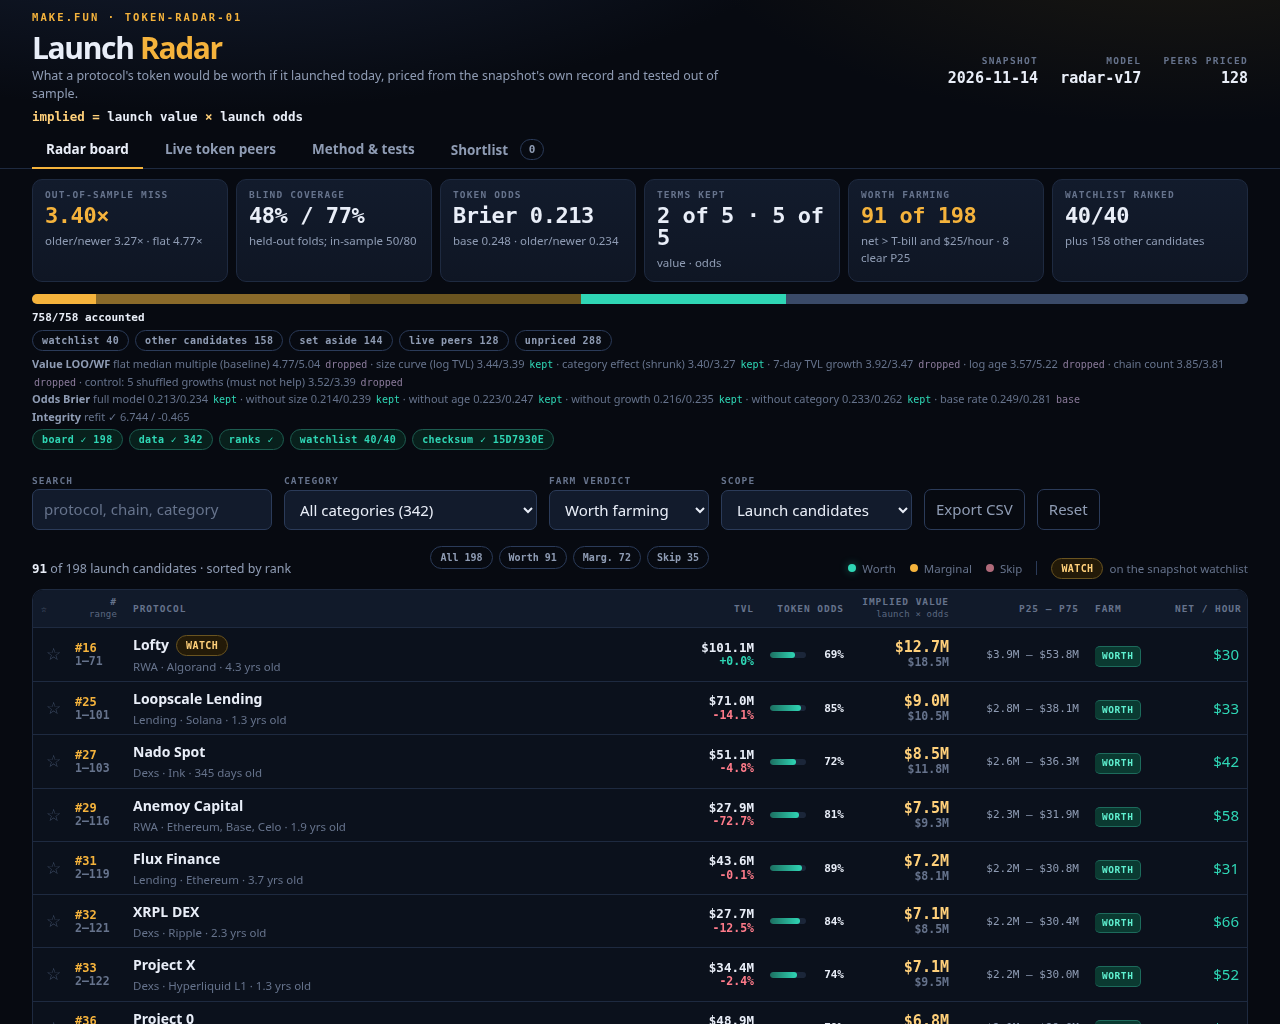 MAKE.FUN · TOKEN-RADAR-01
Launch Radar
What a protocol's token would be worth if it launched today, priced from the snapshot's own record and tested out of
sample.
implied = launch value × launch odds
SNAPSHOT
2026-11-14
MODEL
radar-v17
PEERS PRICED
128
Radar board
Live token peers
Method & tests
Shortlist 0
OUT-OF-SAMPLE MISS
3.40×
older/newer 3.27× · flat 4.77×
BLIND COVERAGE
48% / 77%
held-out folds; in-sample 50/80
TOKEN ODDS
Brier 0.213
base 0.248 · older/newer 0.234
TERMS KEPT
2 of 5 · 5 of
5
value · odds
WORTH FARMING
91 of 198
net > T-bill and $25/hour · 8
clear P25
WATCHLIST RANKED
40/40
plus 158 other candidates
758/758 accounted
watchlist 40
other candidates 158
set aside 144
live peers 128
unpriced 288
Value LOO/WF flat median multiple (baseline) 4.77/5.04 dropped · size curve (log TVL) 3.44/3.39 kept · category effect (shrunk) 3.40/3.27 kept · 7-day TVL growth 3.92/3.47 dropped · log age 3.57/5.22 dropped · chain count 3.85/3.81
dropped · control: 5 shuffled growths (must not help) 3.52/3.39 dropped
Odds Brier full model 0.213/0.234 kept · without size 0.214/0.239 kept · without age 0.223/0.247 kept · without growth 0.216/0.235 kept · without category 0.233/0.262 kept · base rate 0.249/0.281 base
Integrity refit ✓ 6.744 / -0.465
board ✓ 198
data ✓ 342
ranks ✓
watchlist 40/40
checksum ✓ 15D7930E
SEARCH
protocol, chain, category
CATEGORY
All categories (342)
FARM VERDICT
Worth farming
SCOPE
Launch candidates
Export CSV
Reset
91 of 198 launch candidates · sorted by rank
All 198
Worth 91
Marg. 72
Skip 35
Worth
Marginal
Skip
WATCH on the snapshot watchlist
☆
#
range
PROTOCOL
TVL
TOKEN ODDS
IMPLIED VALUE
launch × odds
P25 — P75
FARM
NET / HOUR
☆ #16 Lofty WATCH $101.1M 69% $12.7M $3.9M — $53.8M WORTH $30
1–71 RWA · Algorand · 4.3 yrs old +0.0% $18.5M
☆ #25 Loopscale Lending $71.0M 85% $9.0M $2.8M — $38.1M WORTH $33
1–101 Lending · Solana · 1.3 yrs old -14.1% $10.5M
☆ #27 Nado Spot $51.1M 72% $8.5M $2.6M — $36.3M WORTH $42
1–103 Dexs · Ink · 345 days old -4.8% $11.8M
☆ #29 Anemoy Capital $27.9M 81% $7.5M $2.3M — $31.9M WORTH $58
2–116 RWA · Ethereum, Base, Celo · 1.9 yrs old -72.7% $9.3M
☆ #31 Flux Finance $43.6M 89% $7.2M $2.2M — $30.8M WORTH $31
2–119 Lending · Ethereum · 3.7 yrs old -0.1% $8.1M
☆ #32 XRPL DEX $27.7M 84% $7.1M $2.2M — $30.4M WORTH $66
2–121 Dexs · Ripple · 2.3 yrs old -12.5% $8.5M
☆ #33 Project X $34.4M 74% $7.1M $2.2M — $30.0M WORTH $52
2–122 Dexs · Hyperliquid L1 · 1.3 yrs old -2.4% $9.5M
#36 Project 0 $48.9M $6.8M